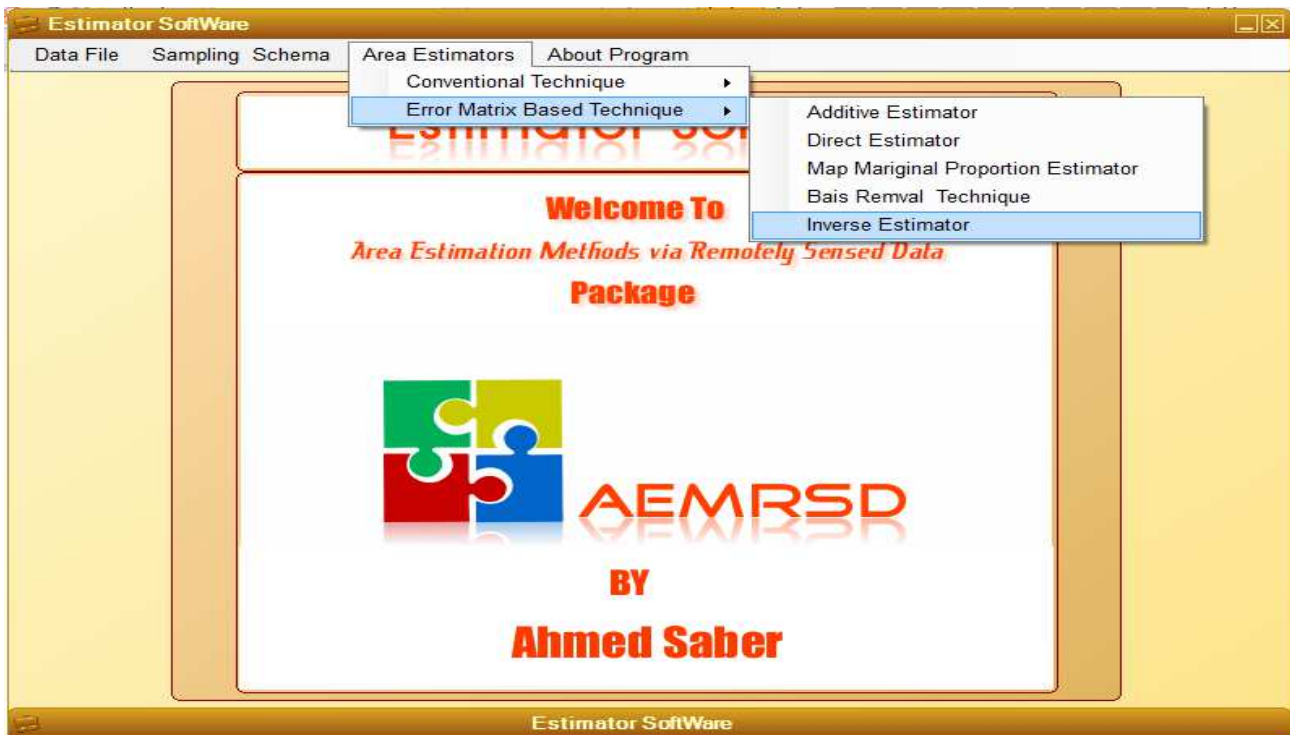 Estimator SoftWare
Data File Sampling Schema Area Estimators About Program
Conventional Technique
Error Matrix Based Technique
Additive Estimator
Direct Estimator
Map Mariginal Proportion Estimator
Bais Remval Technique
Inverse Estimator
Estimator
Welcome To
Area Estimation Methods via Remotely Sensed Data
Package
AEMRSD
BY
Ahmed Saber
Estimator SoftWare